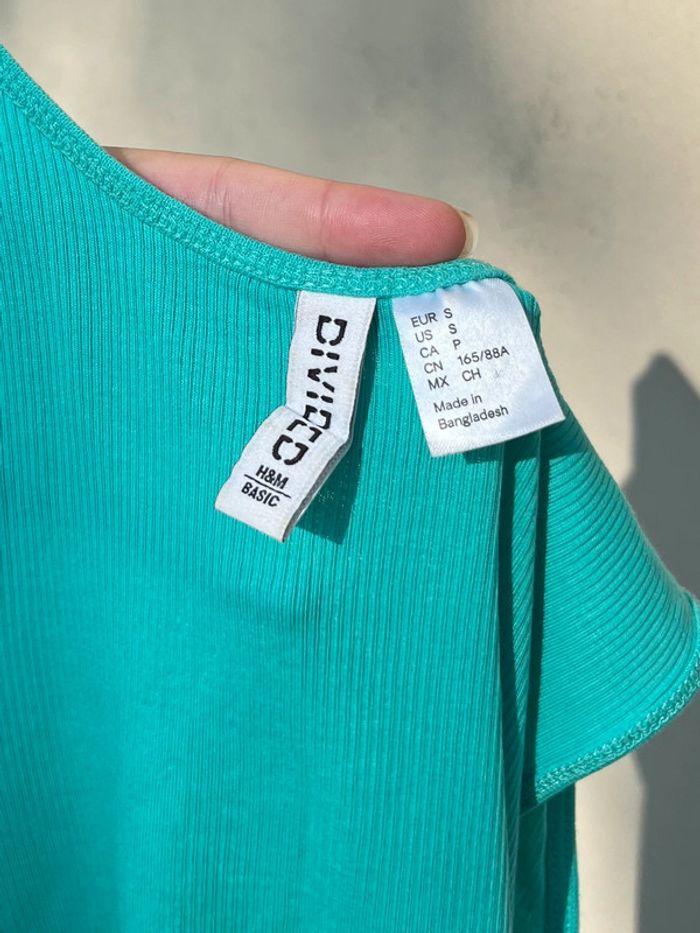 DIVIDED
H&M
BASIC
EUR S
US S
CA P
CN 165/88A
MX CH
Made in
Bangladesh